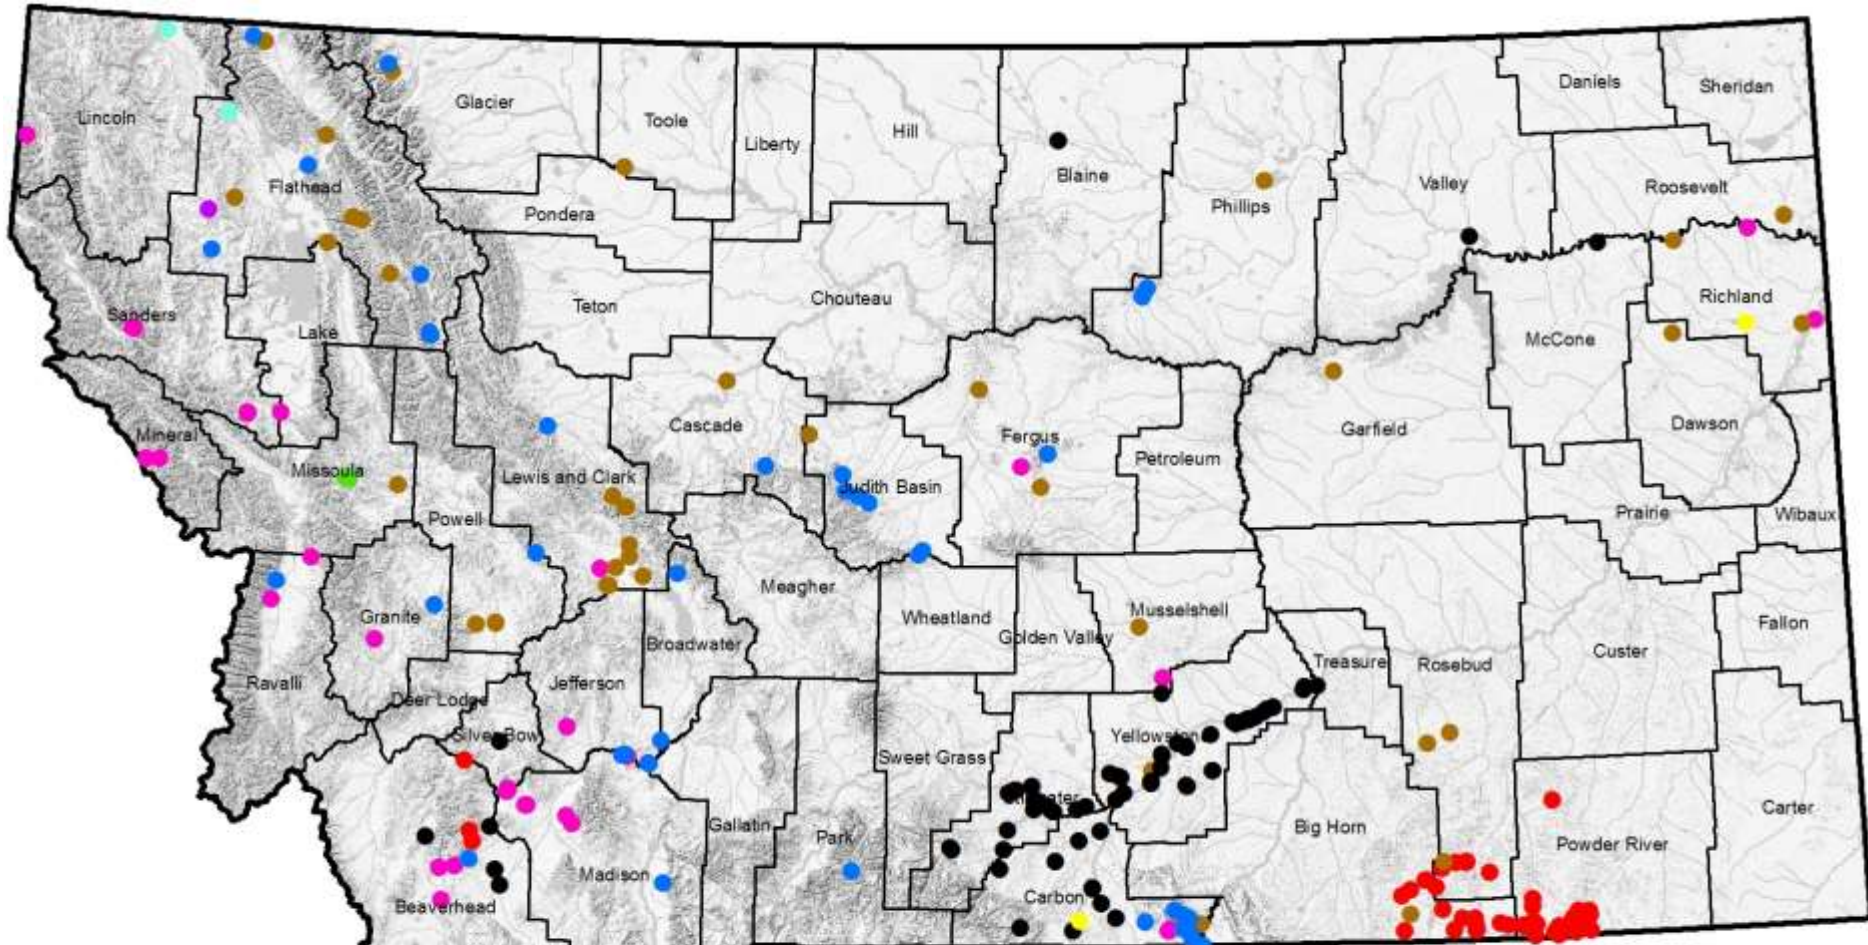 Daniels
Sheridan
Glacier
Toole
Lincoln
Hill
Liberty
Blaine
Valley
Roosevelt
Flathead
Phillips
Pondera
Richland
Chouteau
Teton
Sanders
Lake
McCone
Cascade
Dawson
Garfield
Mineral
Fergus
Petroleum
Missoula
Lewis and Clark
Judith Basin
Prairie
Wibaux
Powell
Meagher
Musselshell
Granite
Wheatland
Fallon
Golden Valley
Broadwater
Custer
Treasure
Rosebud
Ravalli
Jefferson
Deer Lodge
Silver Bow
Yellowston
Sweet Grass
Carter
Gallatin
Big Horn
Park
Powder River
Madison
Carbon
Beaverhead